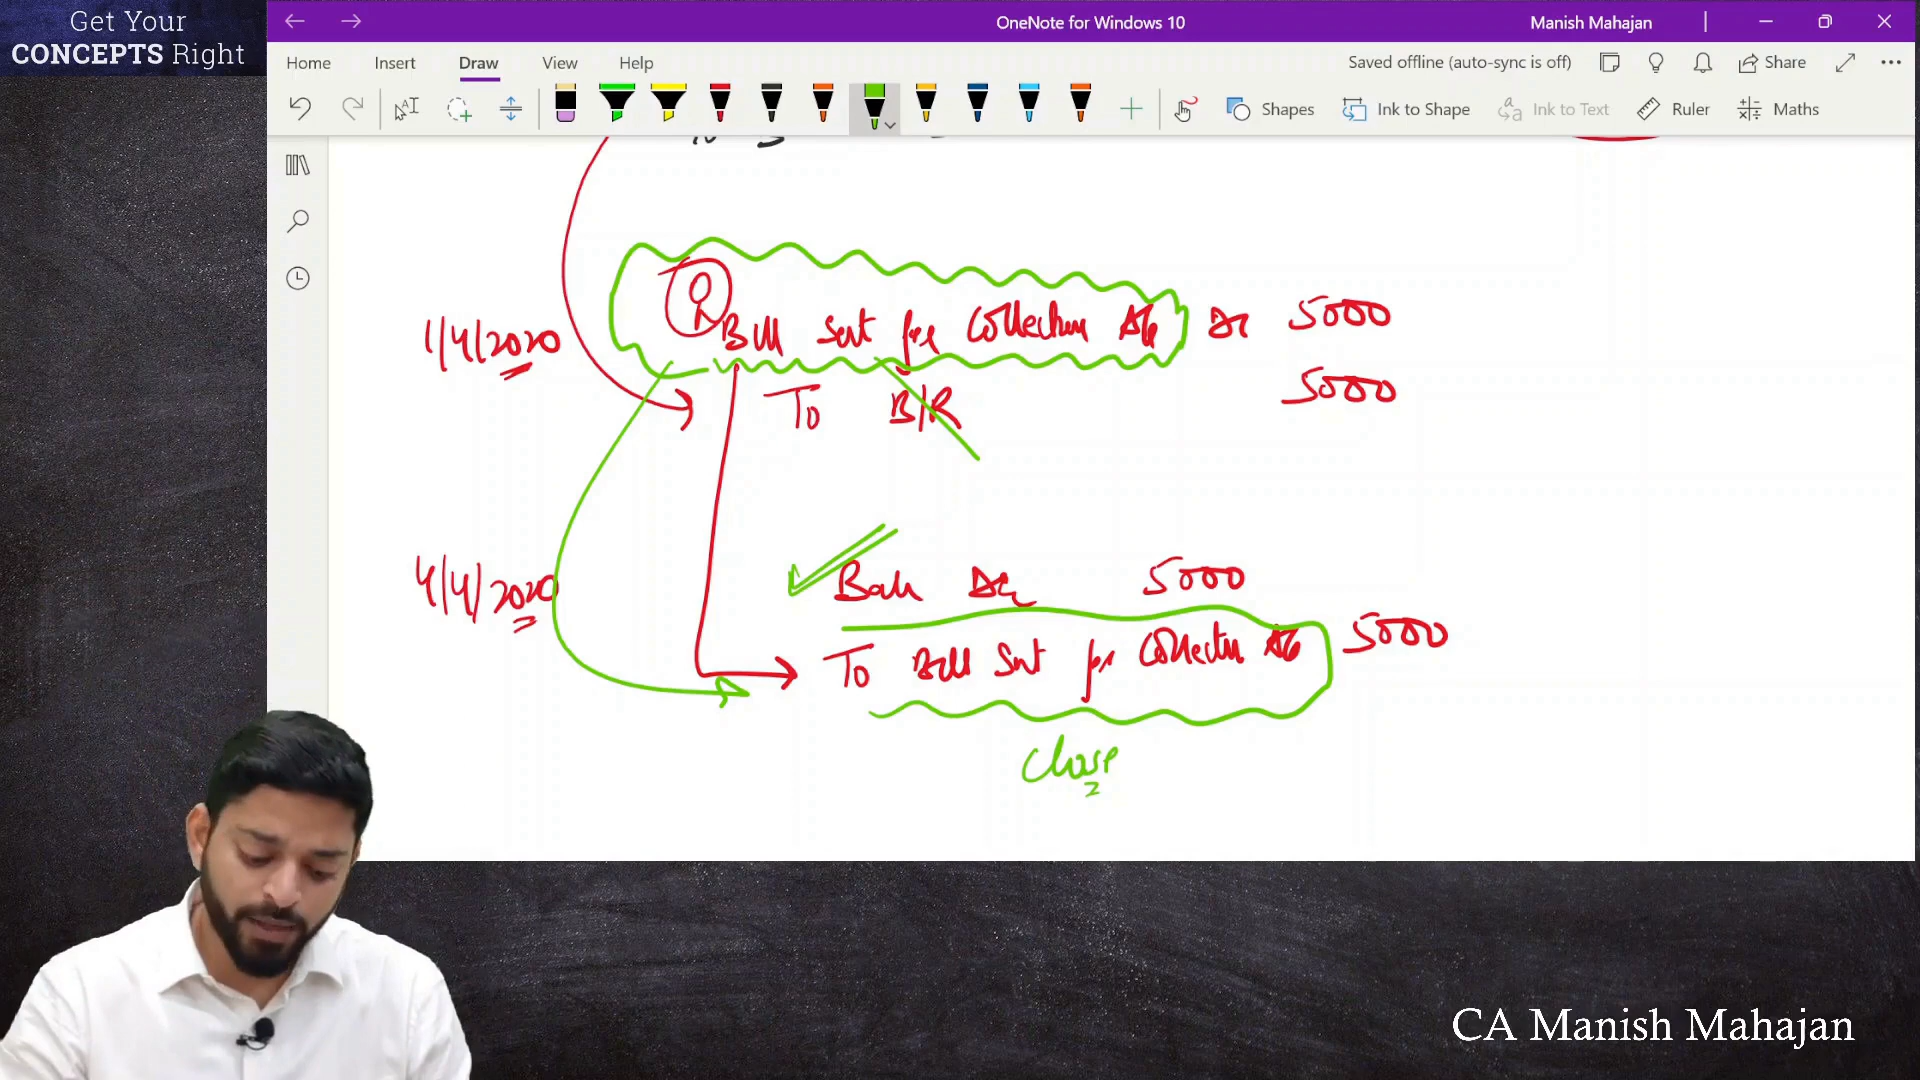 Get Your
CONCEPTS Right
OneNote for Windows 10
Manish Mahajan
Home Insert Draw View Help
Saved offline (auto-sync is off)
Share
Shapes
Ink to Shape
Ink to Text
Ruler
Maths
1/4/2020 Bill Sent for Collection A/c Dr 5000
To B/R 5000
4/4/2020 Bank Dr 5000
To Bill Sent for Collection A/c 5000
Close
CA Manish Mahajan